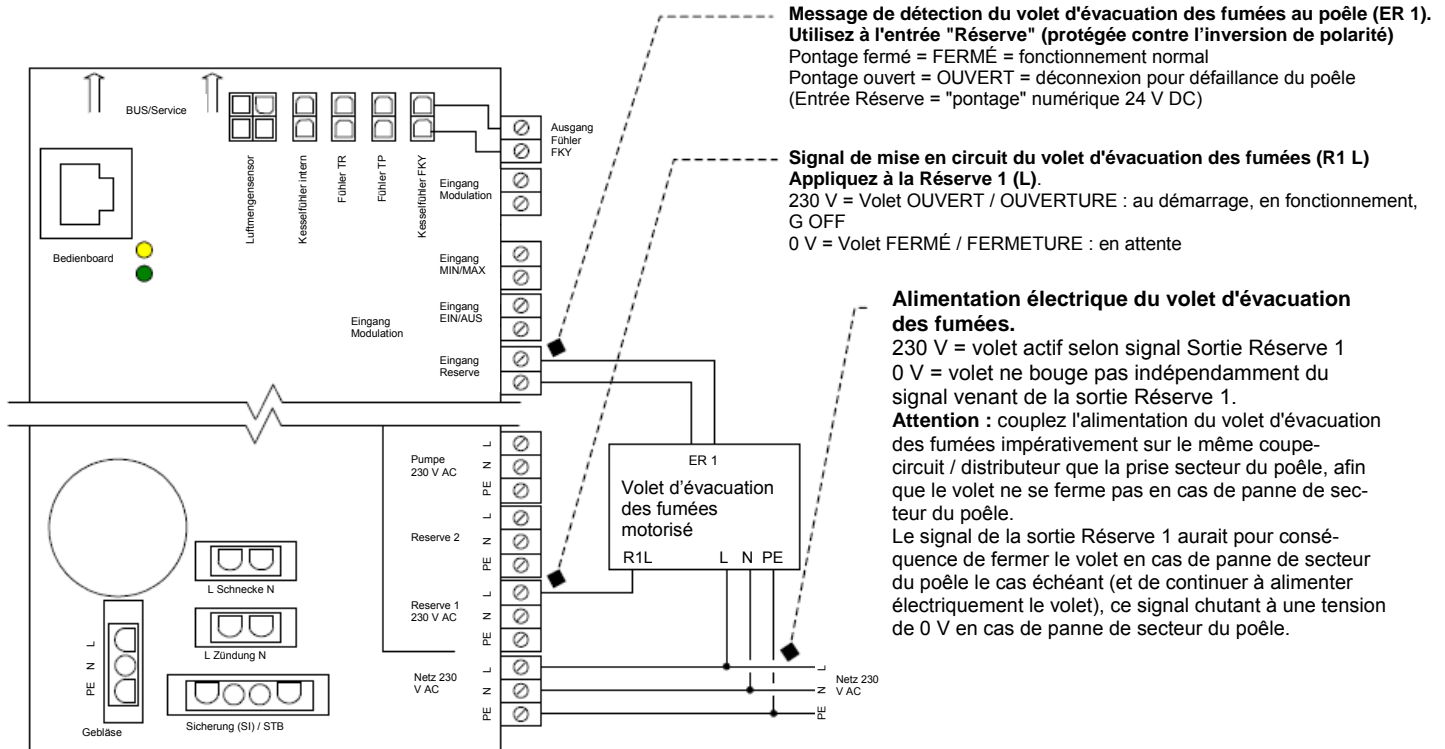 Message de détection du volet d'évacuation des fumées au poêle (ER 1).
Utilisez à l'entrée "Réserve" (protégée contre l'inversion de polarité)
Pontage fermé = FERMÉ = fonctionnement normal
Pontage ouvert = OUVERT = déconnexion pour défaillance du poêle
(Entrée Réserve = "pontage" numérique 24 V DC)
Signal de mise en circuit du volet d'évacuation des fumées (R1 L)
Appliquez à la Réserve 1 (L).
230 V = Volet OUVERT / OUVERTURE : au démarrage, en fonctionnement,
G OFF
0 V = Volet FERMÉ / FERMETURE : en attente
Alimentation électrique du volet d'évacuation
des fumées.
230 V = volet actif selon signal Sortie Réserve 1
0 V = volet ne bouge pas indépendamment du
signal venant de la sortie Réserve 1.
Attention : couplez l'alimentation du volet d'évacuation
des fumées impérativement sur le même coupe-
circuit / distributeur que la prise secteur du poêle, afin
que le volet ne se ferme pas en cas de panne de sec-
teur du poêle.
Le signal de la sortie Réserve 1 aurait pour consé-
quence de fermer le volet en cas de panne de secteur
du poêle le cas échéant (et de continuer à alimenter
électriquement le volet), ce signal chutant à une tension
de 0 V en cas de panne de secteur du poêle.
BUS/Service
Bedienboard
Luftmengensensor
Kesselfühler intern
Fühler TR
Fühler TP
Kesselfühler FKY
Ausgang
Fühler
FKY
Eingang
Modulation
Eingang
MIN/MAX
Eingang
EIN/AUS
Eingang
Modulation
Eingang
Reserve
Pumpe
230 V AC
L
N
PE
Reserve 2
L
N
PE
Reserve 1
230 V AC
L
N
PE
Netz 230
V AC
L
N
PE
ER 1
Volet d'évacuation
des fumées
motorisé
R1L
L N PE
L
N
PE
Netz 230
V AC
L Schnecke N
L Zündung N
Sicherung (SI) / STB
L
N
PE
Gebläse